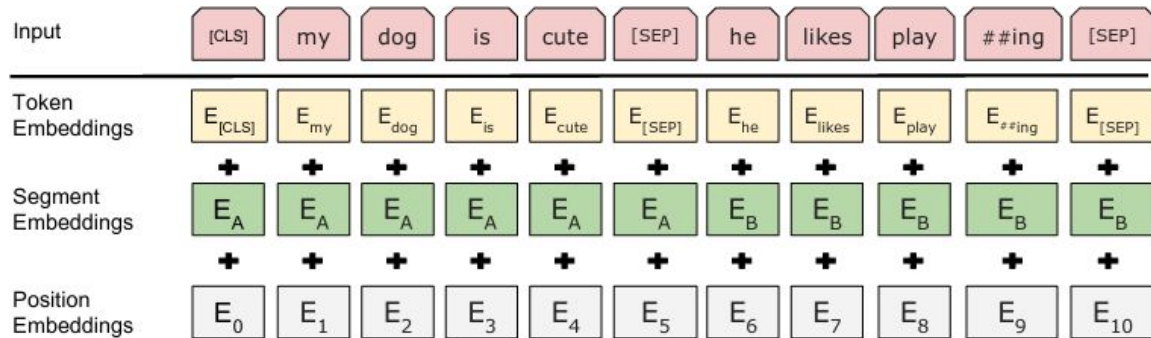 Input [CLS] my dog is cute [SEP] he likes play ##ing [SEP]
Token Embeddings E[CLS] Emy Edog Eis Ecute E[SEP] Ehe Elikes Eplay E##ing E[SEP]
+ + + + + + + + + + +
Segment Embeddings EA EA EA EA EA EA EB EB EB EB EB
+ + + + + + + + + + +
Position Embeddings E0 E1 E2 E3 E4 E5 E6 E7 E8 E9 E10